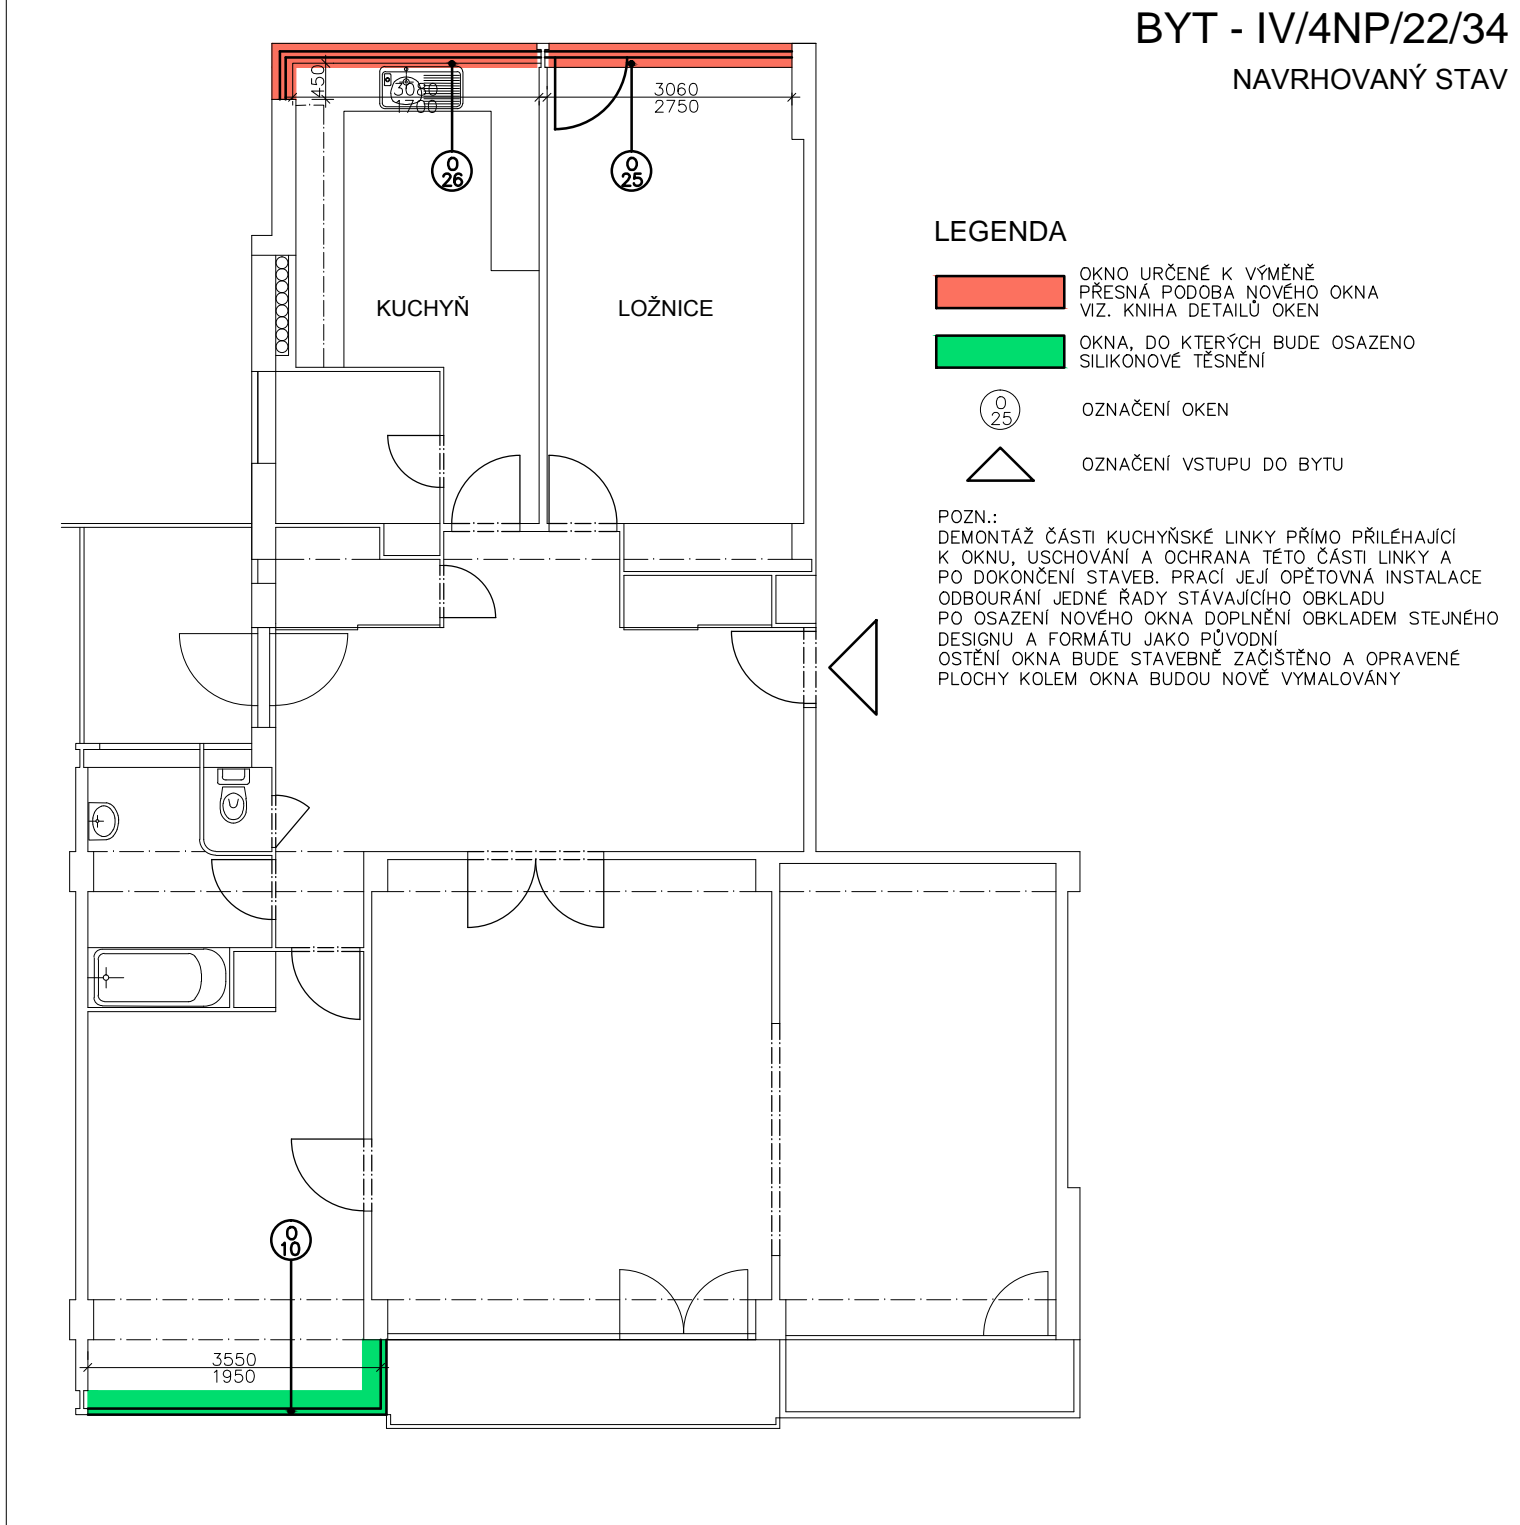 BYT - IV/4NP/22/34
NAVRHOVANÝ STAV
450
3080
1700
3060
2750
O
26
O
25
KUCHYŇ
LOŽNICE
LEGENDA
OKNO URČENÉ K VÝMĚNĚ
PŘESNÁ PODOBA NOVÉHO OKNA
VIZ. KNIHA DETAILŮ OKEN
OKNA, DO KTERÝCH BUDE OSAZENO
SILIKONOVÉ TĚSNĚNÍ
O
25
OZNAČENÍ OKEN
OZNAČENÍ VSTUPU DO BYTU
POZN.:
DEMONTÁŽ ČÁSTI KUCHYŇSKÉ LINKY PŘÍMO PŘILÉHAJÍCÍ
K OKNU, USCHOVÁNÍ A OCHRANA TÉTO ČÁSTI LINKY A
PO DOKONČENÍ STAVEB. PRACÍ JEJÍ OPĚTOVNÁ INSTALACE
ODBOURÁNÍ JEDNÉ ŘADY STÁVAJÍCÍHO OBKLADU
PO OSAZENÍ NOVÉHO OKNA DOPLNĚNÍ OBKLADEM STEJNÉHO
DESIGNU A FORMÁTU JAKO PŮVODNÍ
OSTĚNÍ OKNA BUDE STAVEBNĚ ZAČIŠTĚNO A OPRAVENÉ
PLOCHY KOLEM OKNA BUDOU NOVĚ VYMALOVÁNY
O
10
3550
1950